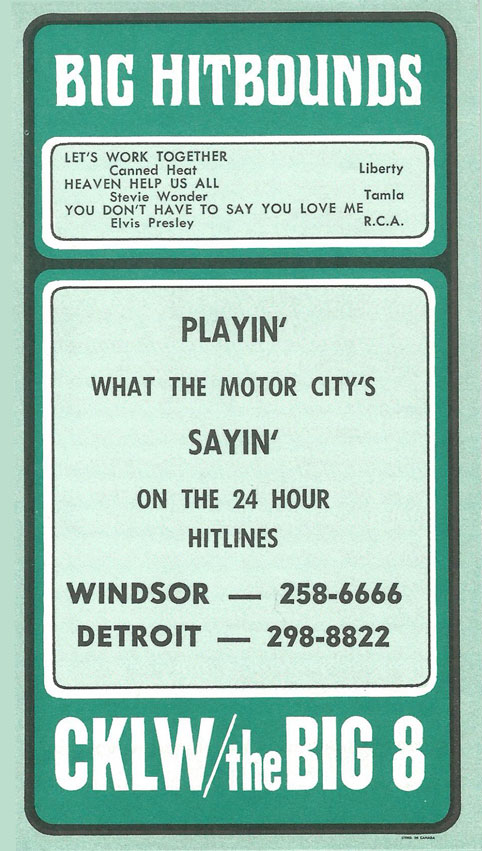 BIG HITBOUNDS
LET'S WORK TOGETHER
Canned Heat Liberty
HEAVEN HELP US ALL
Stevie Wonder Tamla
YOU DON'T HAVE TO SAY YOU LOVE ME
Elvis Presley R.C.A.
PLAYIN'
WHAT THE MOTOR CITY'S
SAYIN'
ON THE 24 HOUR
HITLINES
WINDSOR — 258-6666
DETROIT — 298-8822
CKLW/the BIG 8